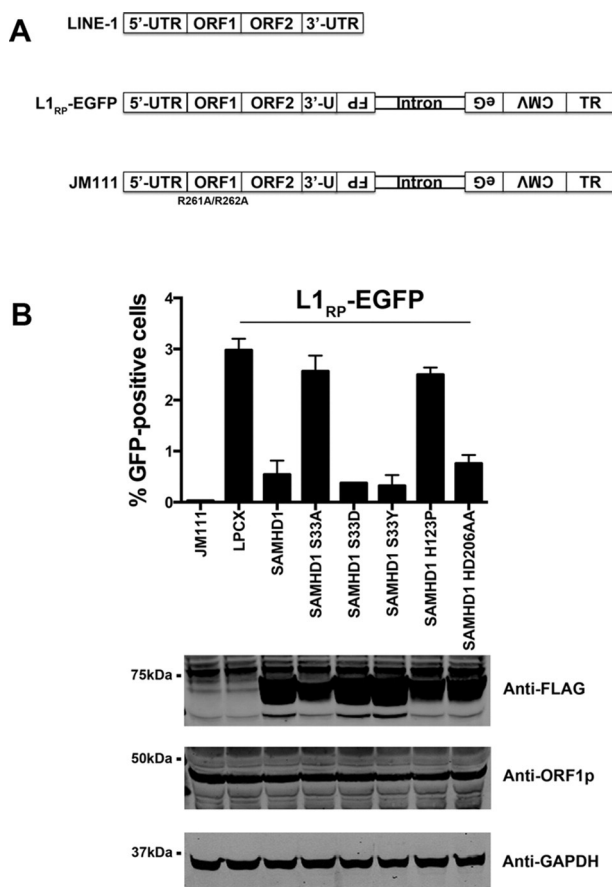 A
LINE-1 5’-UTR ORF1 ORF2 3’-UTR
L1RP-EGFP 5’-UTR ORF1 ORF2 3’-U FP Intron eG CMV TR
JM111 5’-UTR ORF1 ORF2 3’-U FP Intron eG CMV TR
R261A/R262A
B
L1RP-EGFP
% GFP-positive cells
4
3
2
1
0
JM111
LPCX
SAMHD1
SAMHD1 S33A
SAMHD1 S33D
SAMHD1 S33Y
SAMHD1 H123P
SAMHD1 HD206AA
75kDa
Anti-FLAG
50kDa
Anti-ORF1p
37kDa
Anti-GAPDH